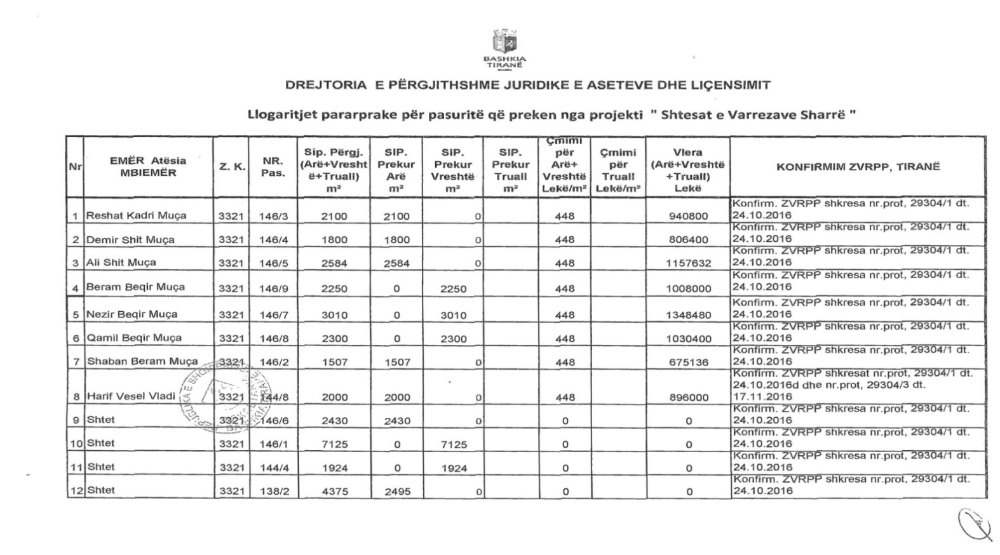 BASHKIA
TIRANË
DREJTORIA E PËRGJITHSHME JURIDIKE E ASETEVE DHE LIÇENSIMIT
Llogaritjet pararprake për pasuritë që preken nga projekti " Shtesat e Varrezave Sharrë "
Nr | EMËR Atësia MBIEMËR | Z. K. | NR. Pas. | Sip. Përgj. (Arë+Vreshtë+Truall) m² | SIP. Prekur Arë m² | SIP. Prekur Vreshtë m² | SIP. Prekur Truall m² | Çmimi për Arë+ Vreshtë Lekë/m² | Çmimi për Truall Lekë/m² | Vlera (Arë+Vreshtë +Truall) Lekë | KONFIRMIM ZVRPP, TIRANË
1 Reshat Kadri Muça 3321 146/3 2100 2100 0 448 940800 Konfirm. ZVRPP shkresa nr.prot, 29304/1 dt. 24.10.2016
2 Demir Shit Muça 3321 146/4 1800 1800 0 448 806400 Konfirm. ZVRPP shkresa nr.prot, 29304/1 dt. 24.10.2016
3 Ali Shit Muça 3321 146/5 2584 2584 0 448 1157632 Konfirm. ZVRPP shkresa nr.prot, 29304/1 dt. 24.10.2016
4 Beram Beqir Muça 3321 146/9 2250 0 2250 448 1008000 Konfirm. ZVRPP shkresa nr.prot, 29304/1 dt. 24.10.2016
5 Nezir Beqir Muça 3321 146/7 3010 0 3010 448 1348480 Konfirm. ZVRPP shkresa nr.prot, 29304/1 dt. 24.10.2016
6 Qamil Beqir Muça 3321 146/8 2300 0 2300 448 1030400 Konfirm. ZVRPP shkresa nr.prot, 29304/1 dt. 24.10.2016
7 Shaban Beram Muça 3321 146/2 1507 1507 0 448 675136 Konfirm. ZVRPP shkresa nr.prot, 29304/1 dt. 24.10.2016
8 Harif Vesel Vladi 3321 144/8 2000 2000 0 448 896000 Konfirm. ZVRPP shkresat nr.prot, 29304/1 dt. 24.10.2016d dhe nr.prot, 29304/3 dt. 17.11.2016
9 Shtet 3321 146/6 2430 2430 0 0 0 Konfirm. ZVRPP shkresa nr.prot, 29304/1 dt. 24.10.2016
10 Shtet 3321 146/1 7125 0 7125 0 0 Konfirm. ZVRPP shkresa nr.prot, 29304/1 dt. 24.10.2016
11 Shtet 3321 144/4 1924 0 1924 0 0 Konfirm. ZVRPP shkresa nr.prot, 29304/1 dt. 24.10.2016
12 Shtet 3321 138/2 4375 2495 0 0 0 Konfirm. ZVRPP shkresa nr.prot, 29304/1 dt. 24.10.2016